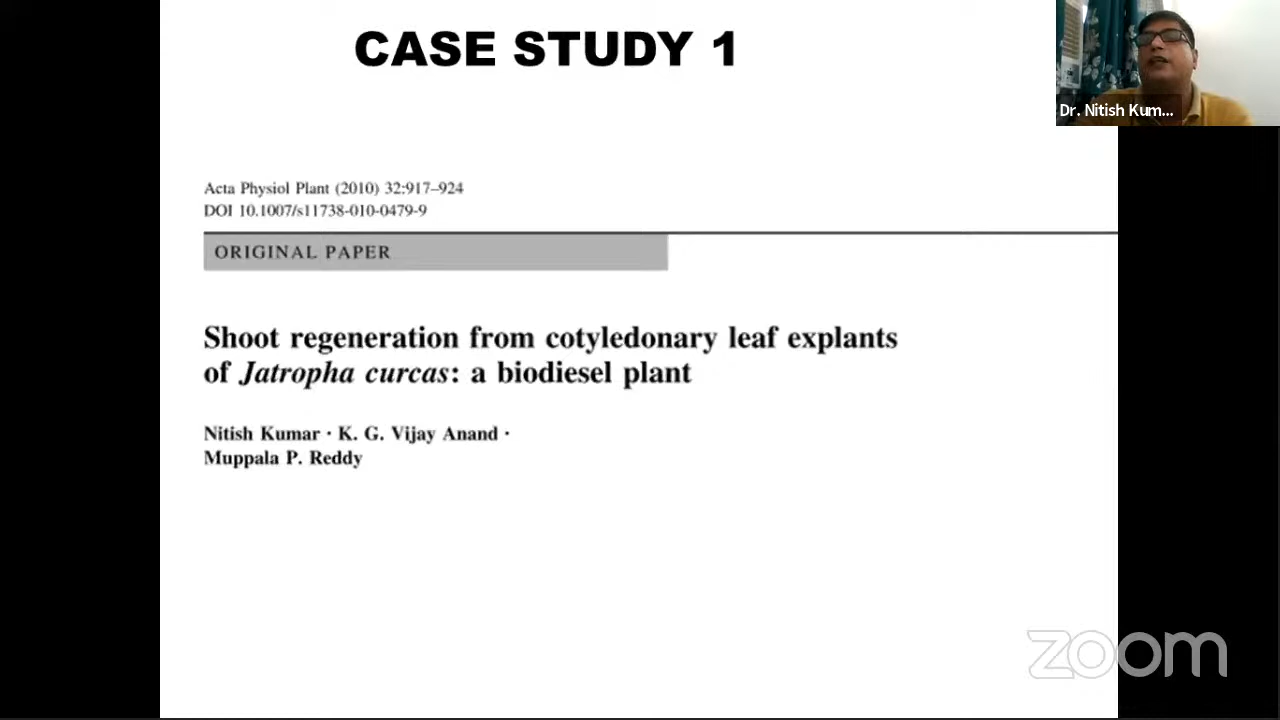 CASE STUDY 1
Dr. Nitish Kum...
Acta Physiol Plant (2010) 32:917–924
DOI 10.1007/s11738-010-0479-9
ORIGINAL PAPER
Shoot regeneration from cotyledonary leaf explants
of Jatropha curcas: a biodiesel plant
Nitish Kumar · K. G. Vijay Anand ·
Muppala P. Reddy
zoom